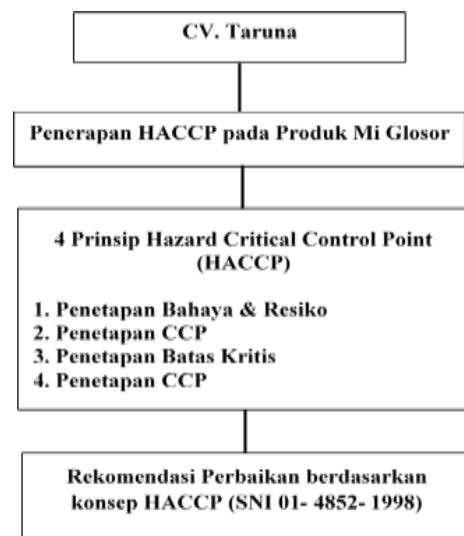 CV. Taruna
Penerapan HACCP pada Produk Mi Glosor
4 Prinsip Hazard Critical Control Point
(HACCP)
1. Penetapan Bahaya & Resiko
2. Penetapan CCP
3. Penetapan Batas Kritis
4. Penetapan CCP
Rekomendasi Perbaikan berdasarkan
konsep HACCP (SNI 01- 4852- 1998)